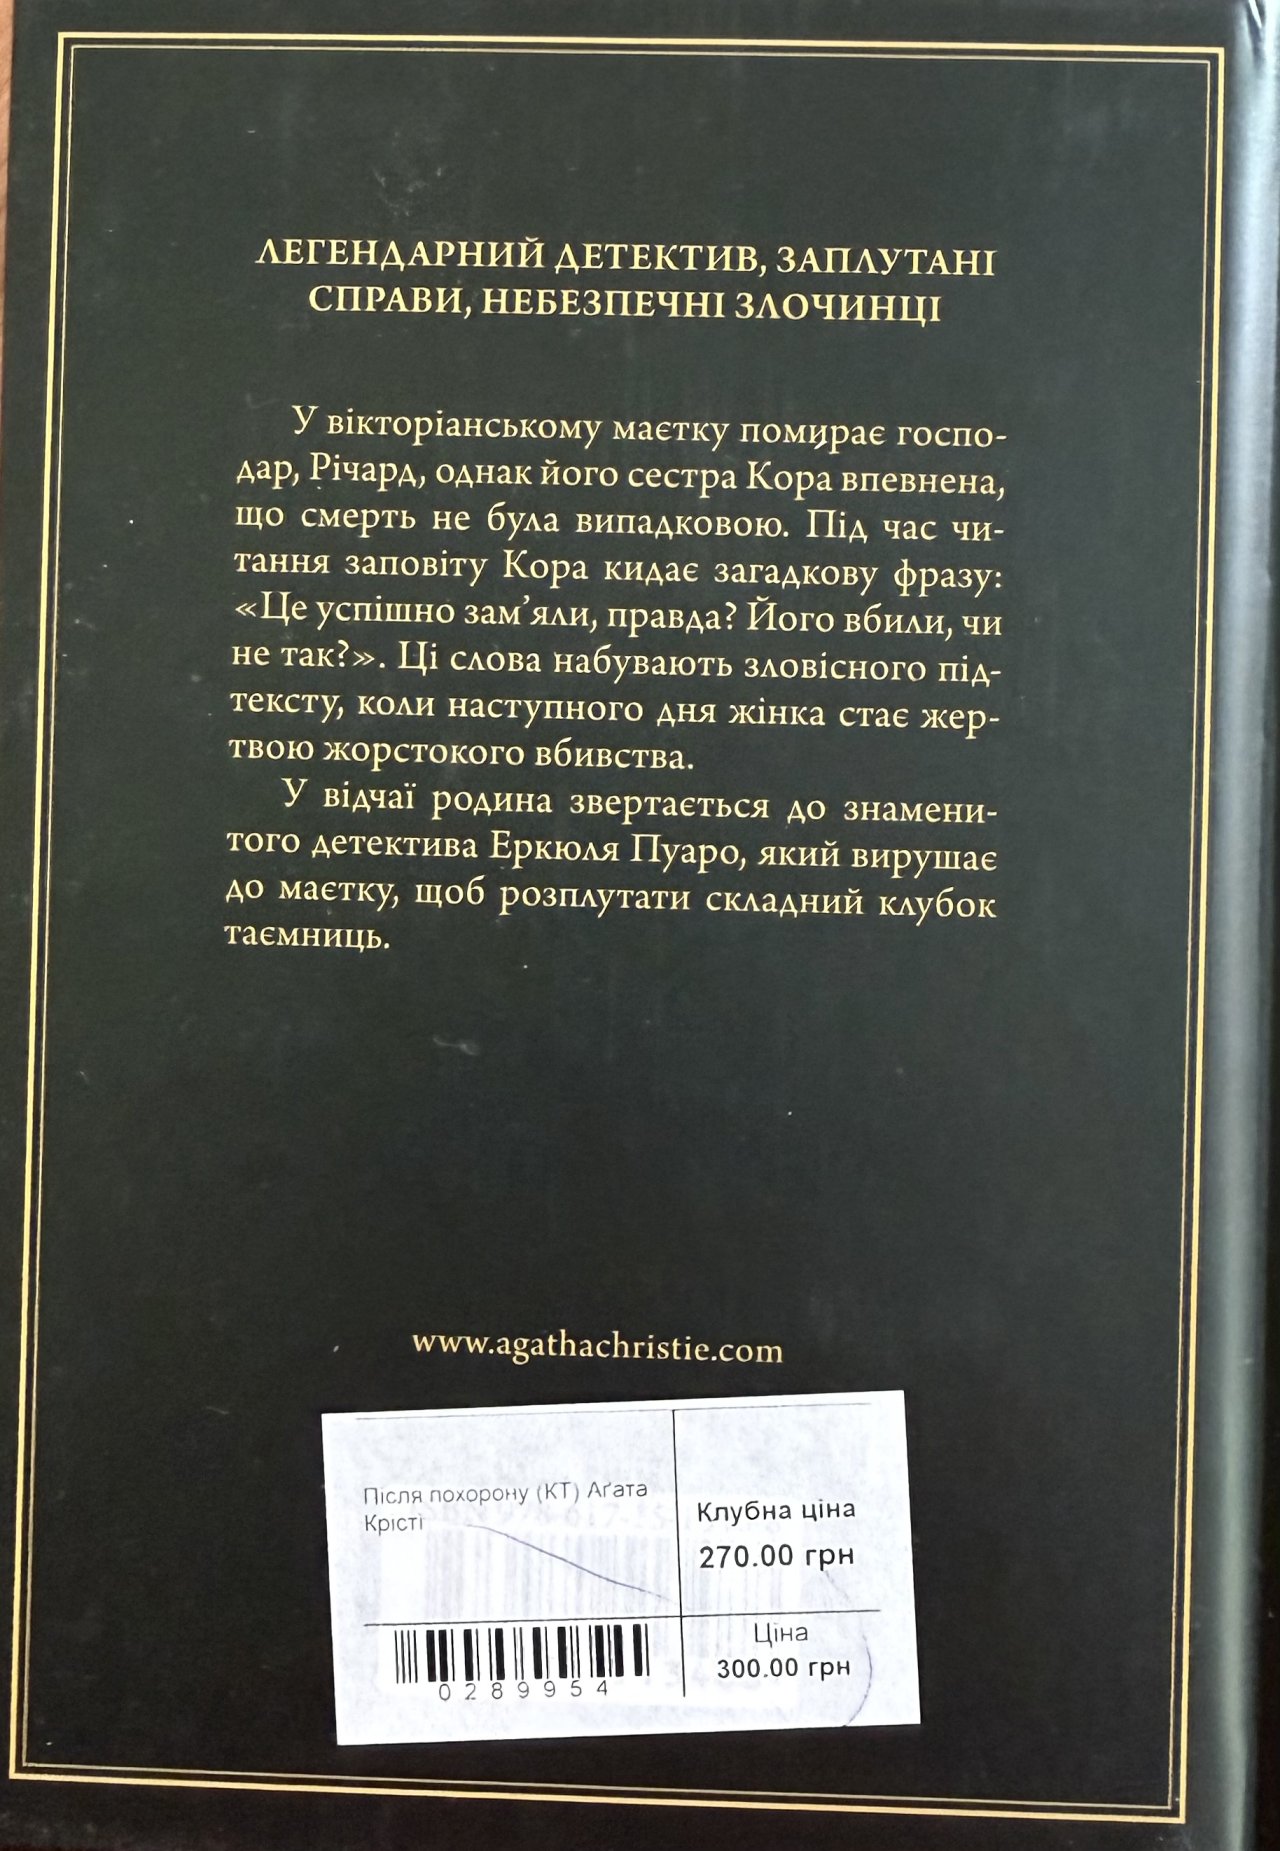 ЛЕГЕНДАРНИЙ ДЕТЕКТИВ, ЗАПЛУТАНІ
СПРАВИ, НЕБЕЗПЕЧНІ ЗЛОЧИНЦІ
У вікторіанському маєтку помирає госпо-
дар, Річард, однак його сестра Кора впевнена,
що смерть не була випадковою. Під час чи-
тання заповіту Кора кидає загадкову фразу:
«Це успішно зам’яли, правда? Його вбили, чи
не так?». Ці слова набувають зловісного під-
тексту, коли наступного дня жінка стає жер-
твою жорстокого вбивства.
У відчаї родина звертається до знамени-
того детектива Еркюля Пуаро, який вирушає
до маєтку, щоб розплутати складний клубок
таємниць.
www.agathachristie.com
Після похорону (КТ) Аґата
Крісті
Клубна ціна
270.00 грн
Ціна
300.00 грн
0289954